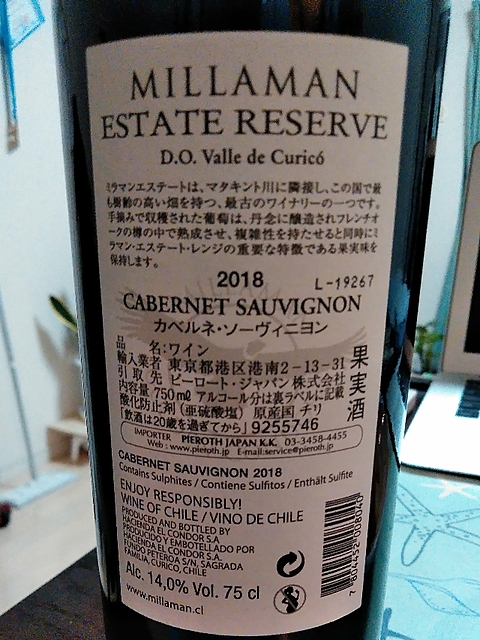 MILLAMAN
ESTATE RESERVE
D.O. Valle de Curicó
ミラマンエステートは、マタキント川に隣接し、この国で最
も樹齢の高い畑を持つ、最古のワイナリーの一つです。
手摘みで収穫された葡萄は、丹念に醸造されフレンチオ
ークの樽の中で熟成させ、複雑性を持たせると同時にミ
ラマン・エステート・レンジの重要な特徴である果実味を
保持します。
2018
L-19267
CABERNET SAUVIGNON
カベルネ・ソーヴィニヨン
品 名:ワイン
輸入業者 東京都港区港南2-13-31
引取先 ピーロート・ジャパン株式会社
内容量 750㎖ アルコール分は裏ラベルに記載
酸化防止剤(亜硫酸塩) 原産国 チリ
「飲酒は20歳を過ぎてから」9255746
果実酒
IMPORTER PIEROTH JAPAN K.K. 03-3458-4455
Web : www.pieroth.jp E-mail:service@pieroth.jp
CABERNET SAUVIGNON 2018
Contains Sulphites / Contiene Sulfitos / Enthält Sulfite
ENJOY RESPONSIBLY!
WINE OF CHILE / VINO DE CHILE
PRODUCED AND BOTTLED BY
HACIENDA EL CONDOR S.A
PRODUCIDO Y EMBOTELLADO POR
HACIENDA EL CONDOR S.A.
FUNDO PETEROA S/N, SAGRADA
FAMILIA, CURICO, CHILE
Alc. 14,0% Vol. 75 cl
www.millaman.cl